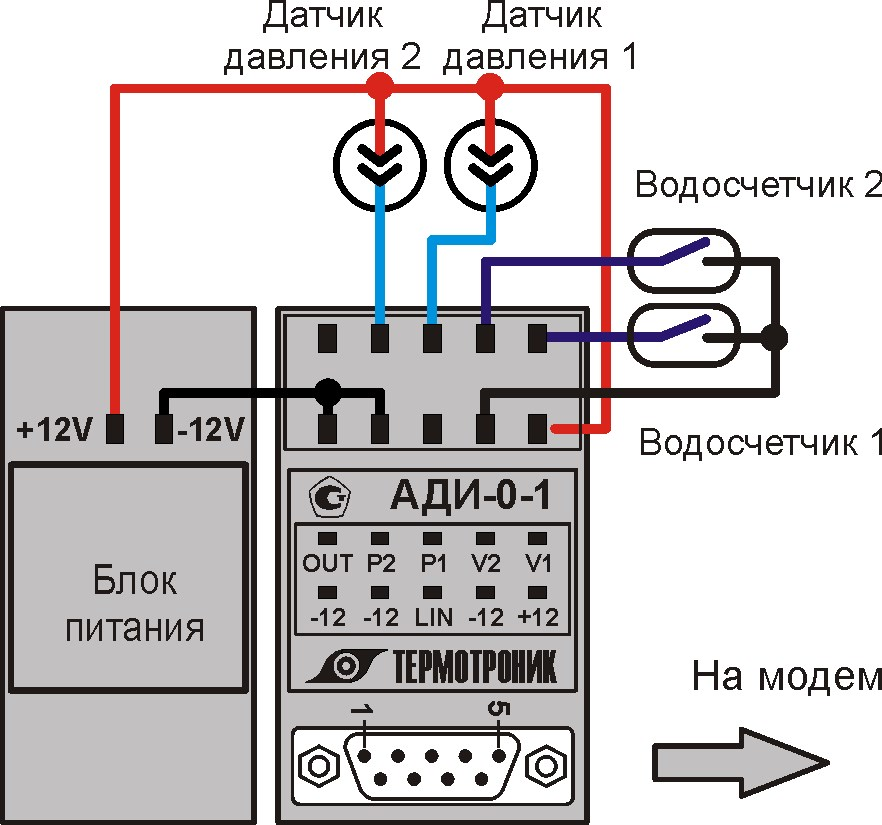 Датчик
давления 2
Датчик
давления 1
Водосчетчик 2
+12V
-12V
Водосчетчик 1
Блок
питания
АДИ-0-1
OUT P2 P1 V2 V1
-12 -12 LIN -12 +12
ТЕРМОТРОНИК
1 5
На модем